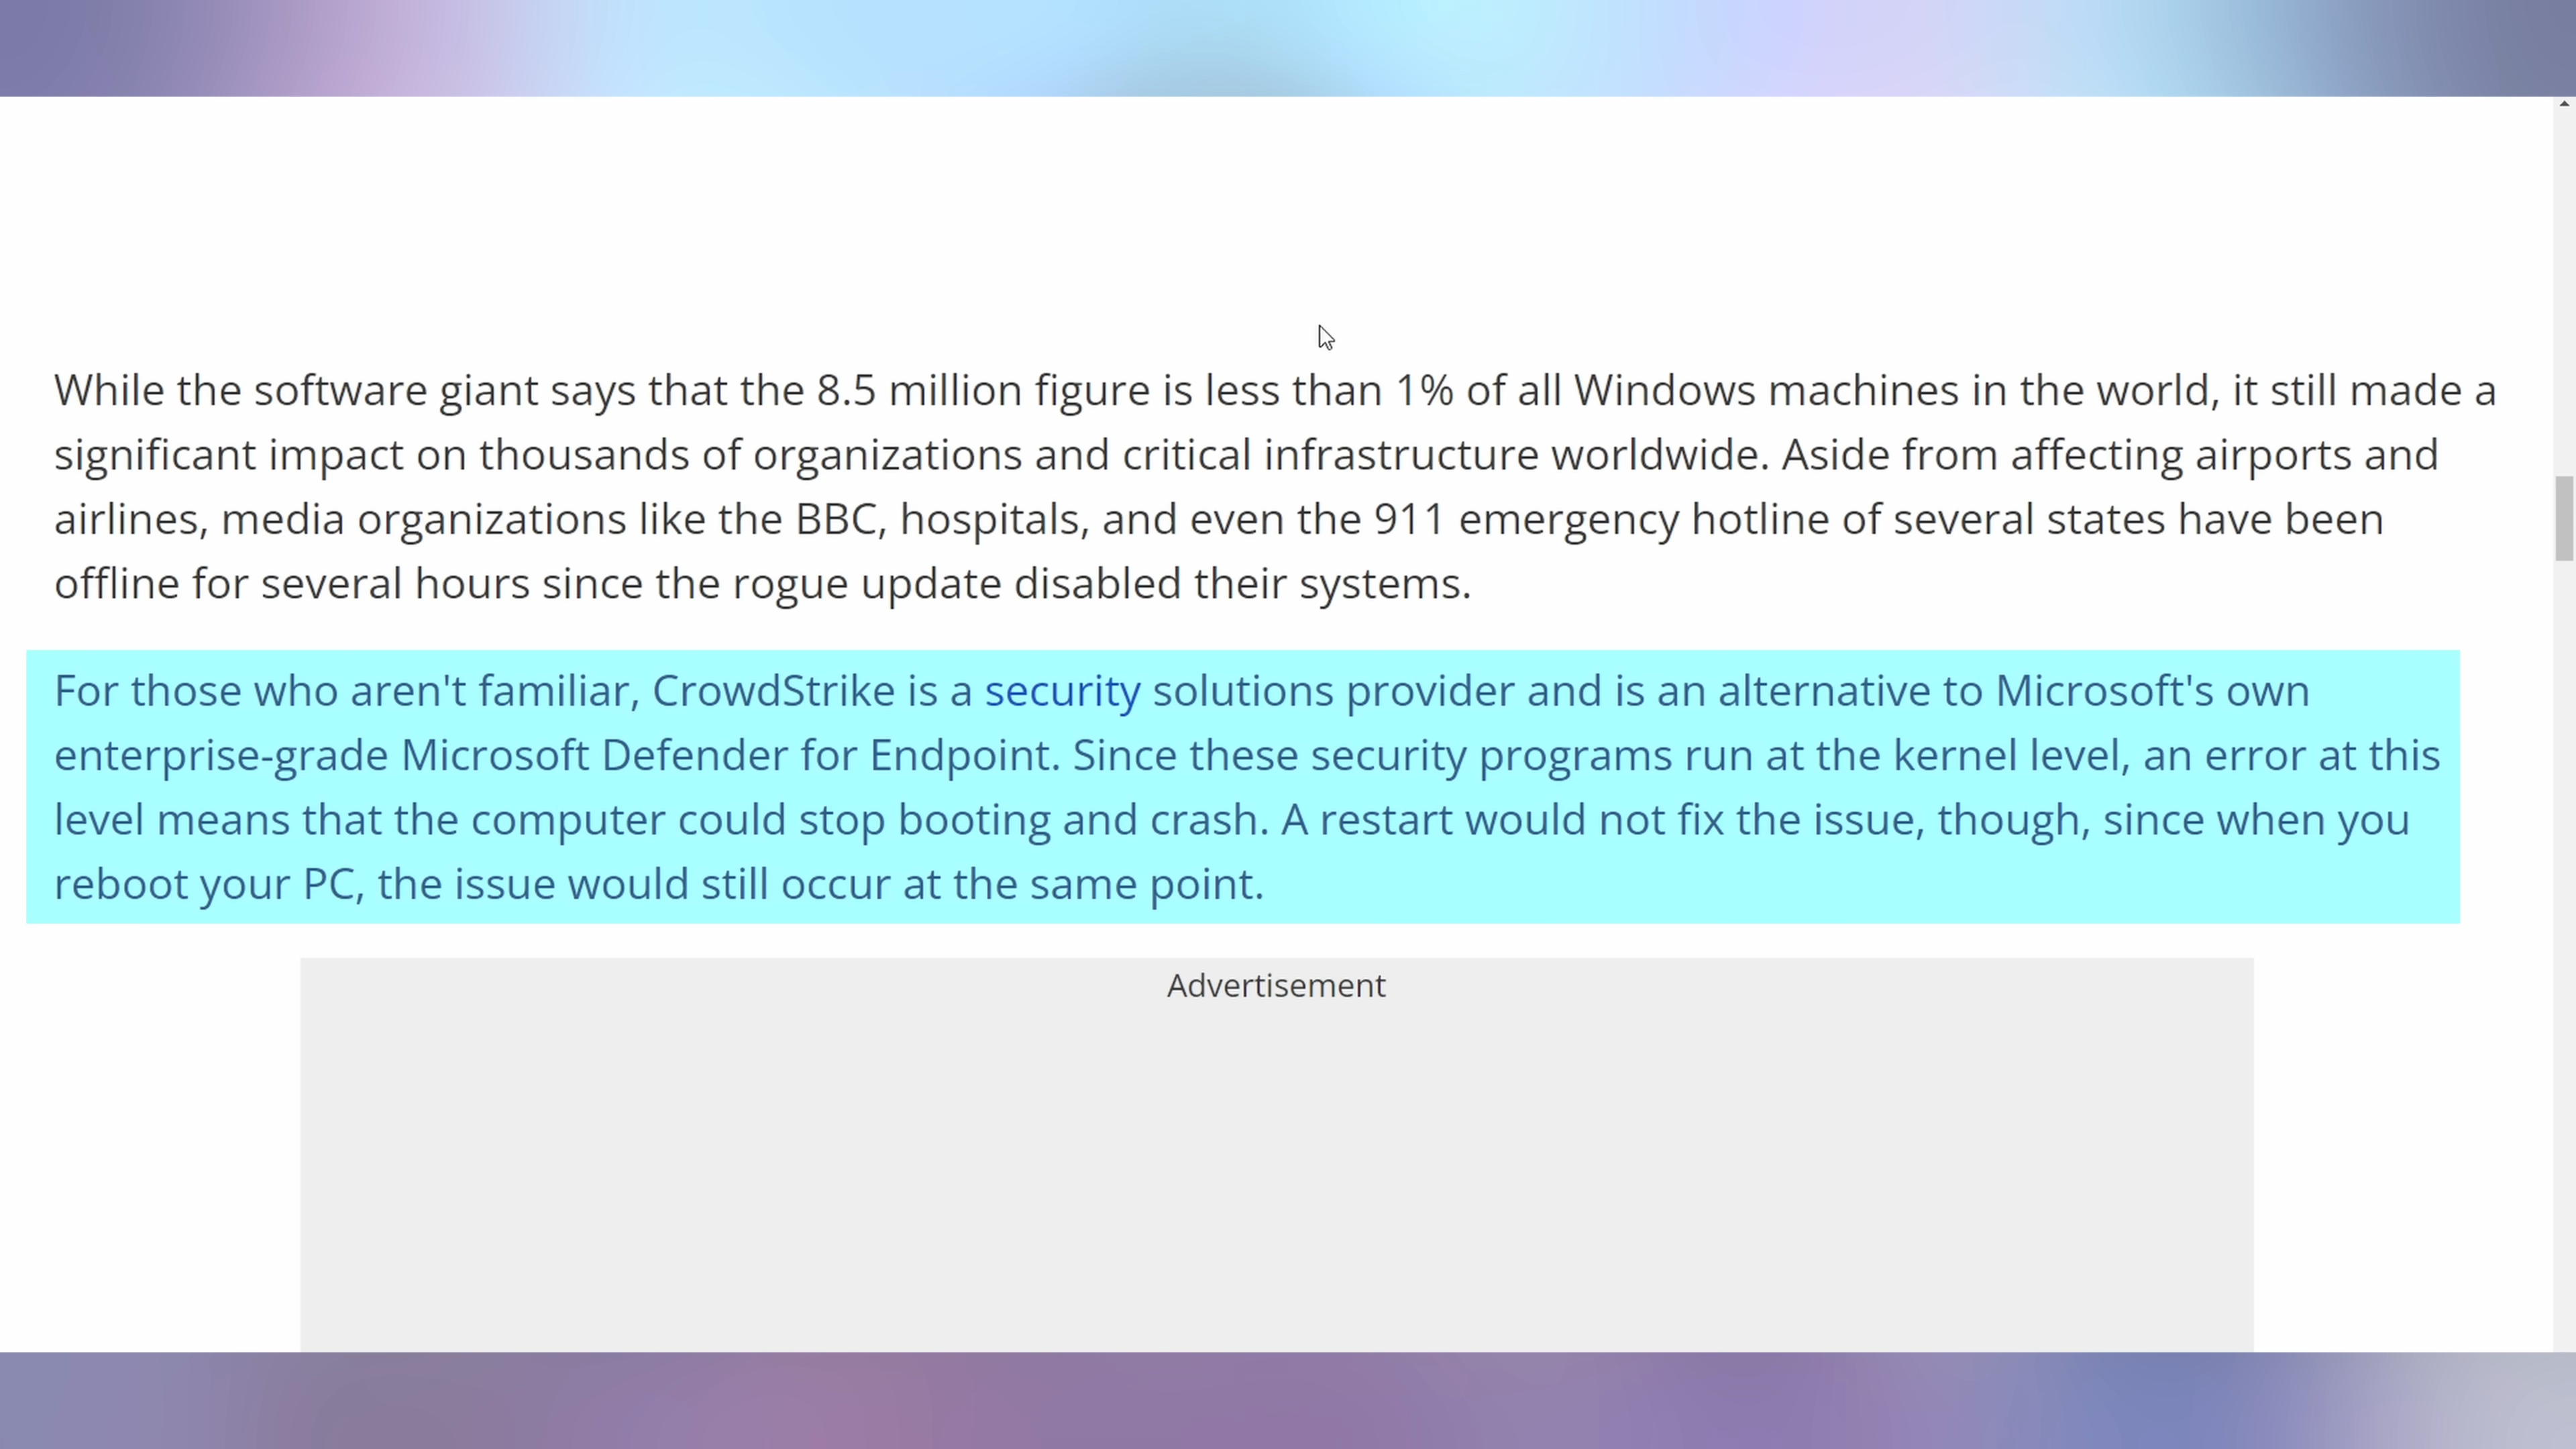 While the software giant says that the 8.5 million figure is less than 1% of all Windows machines in the world, it still made a
significant impact on thousands of organizations and critical infrastructure worldwide. Aside from affecting airports and
airlines, media organizations like the BBC, hospitals, and even the 911 emergency hotline of several states have been
offline for several hours since the rogue update disabled their systems.
For those who aren't familiar, CrowdStrike is a security solutions provider and is an alternative to Microsoft's own
enterprise-grade Microsoft Defender for Endpoint. Since these security programs run at the kernel level, an error at this
level means that the computer could stop booting and crash. A restart would not fix the issue, though, since when you
reboot your PC, the issue would still occur at the same point.
Advertisement